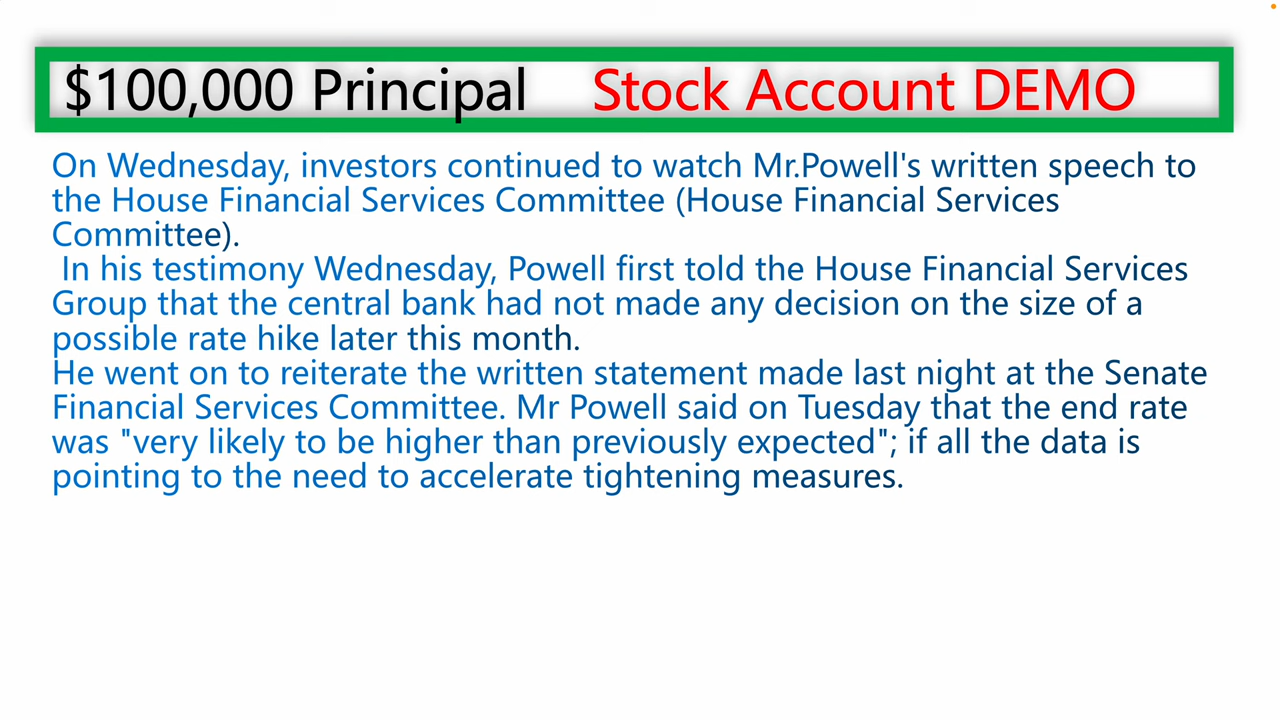 $100,000 Principal Stock Account DEMO
On Wednesday, investors continued to watch Mr.Powell's written speech to
the House Financial Services Committee (House Financial Services
Committee).
In his testimony Wednesday, Powell first told the House Financial Services
Group that the central bank had not made any decision on the size of a
possible rate hike later this month.
He went on to reiterate the written statement made last night at the Senate
Financial Services Committee. Mr Powell said on Tuesday that the end rate
was "very likely to be higher than previously expected"; if all the data is
pointing to the need to accelerate tightening measures.